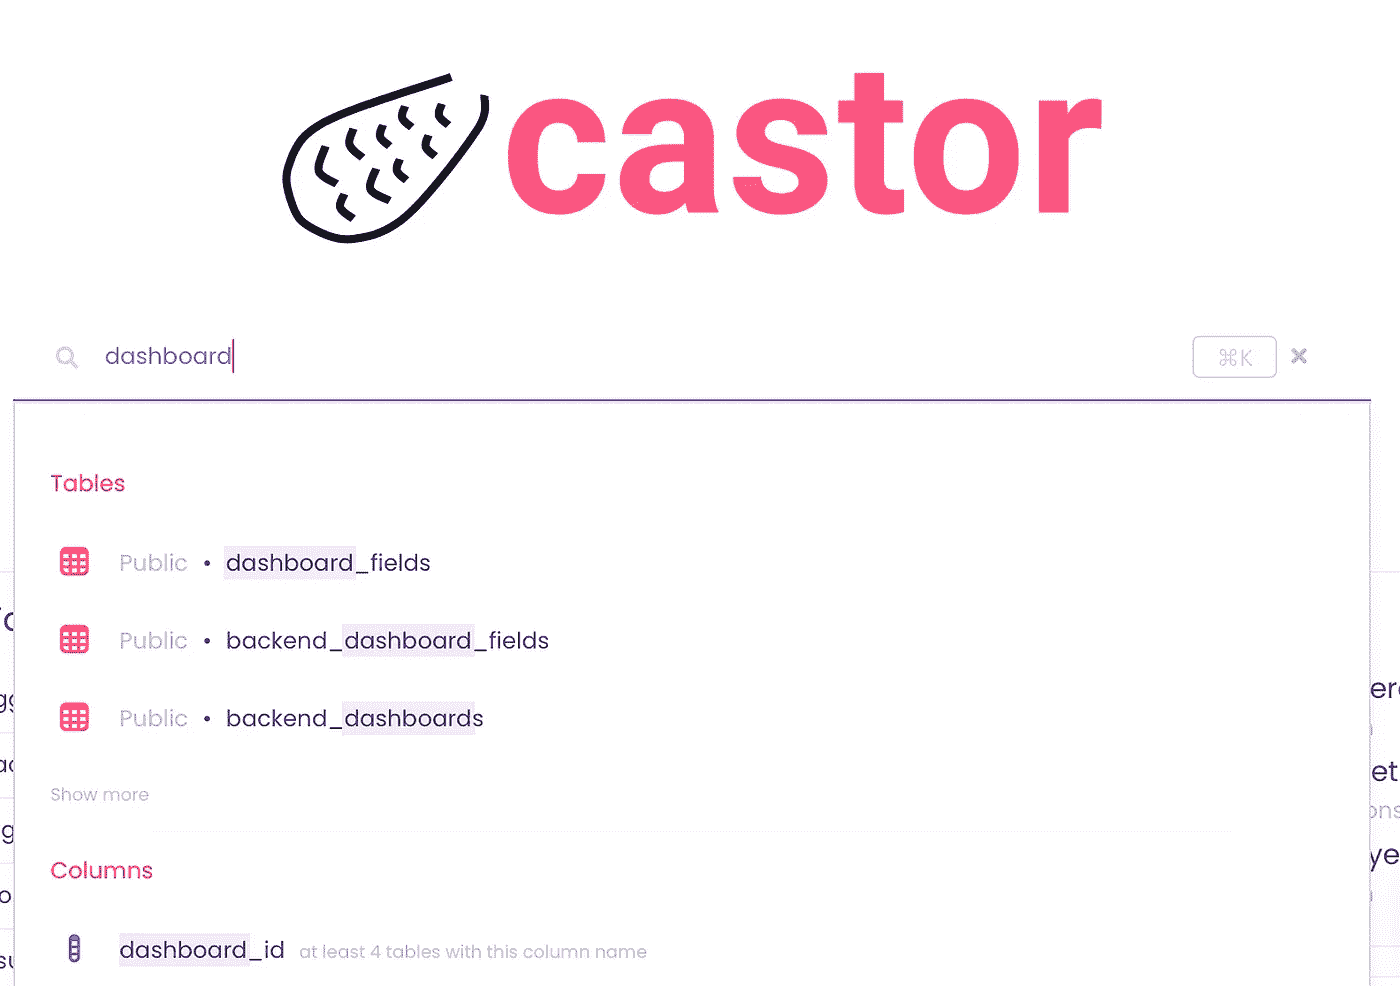 castor
dashboard
⌘K
Tables
Public • dashboard_fields
Public • backend_dashboard_fields
Public • backend_dashboards
Show more
Columns
dashboard_id at least 4 tables with this column name